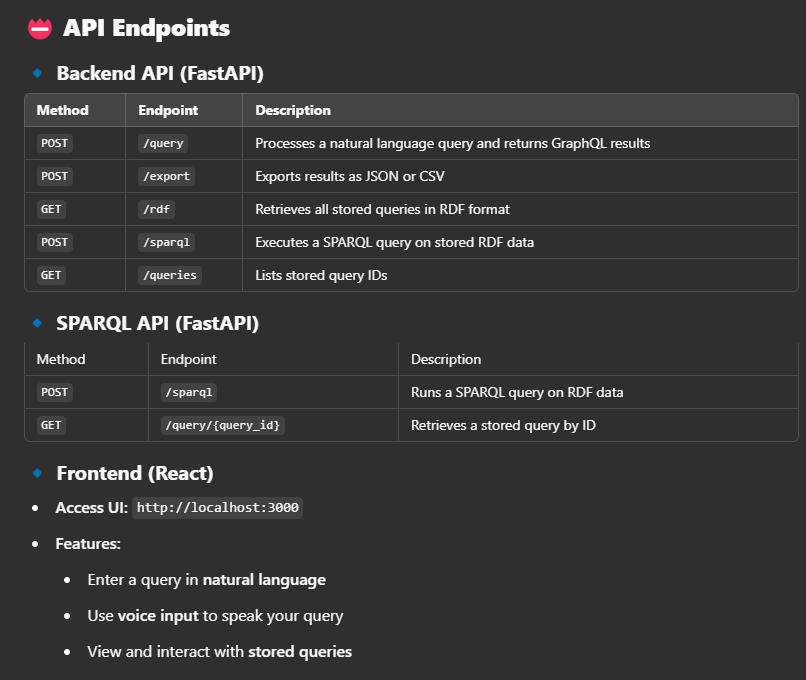 API Endpoints
Backend API (FastAPI)
Method Endpoint Description
POST /query Processes a natural language query and returns GraphQL results
POST /export Exports results as JSON or CSV
GET /rdf Retrieves all stored queries in RDF format
POST /sparql Executes a SPARQL query on stored RDF data
GET /queries Lists stored query IDs
SPARQL API (FastAPI)
Method Endpoint Description
POST /sparql Runs a SPARQL query on RDF data
GET /query/{query_id} Retrieves a stored query by ID
Frontend (React)
Access UI: http://localhost:3000
Features:
Enter a query in natural language
Use voice input to speak your query
View and interact with stored queries